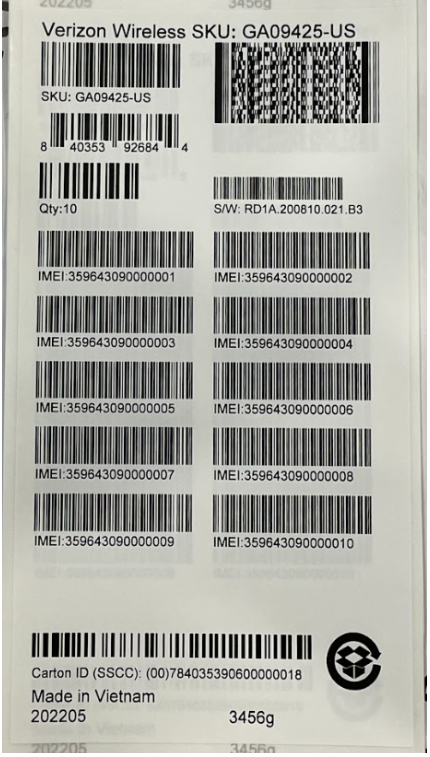 202205 3456g
Verizon Wireless SKU: GA09425-US
SKU: GA09425-US
8 40353 92684 4
Qty:10 S/W: RD1A.200810.021.B3
IMEI:359643090000001 IMEI:359643090000002
IMEI:359643090000003 IMEI:359643090000004
IMEI:359643090000005 IMEI:359643090000006
IMEI:359643090000007 IMEI:359643090000008
IMEI:359643090000009 IMEI:359643090000010
Carton ID (SSCC): (00)784035390600000018
Made in Vietnam
202205 3456g
202205 3456g